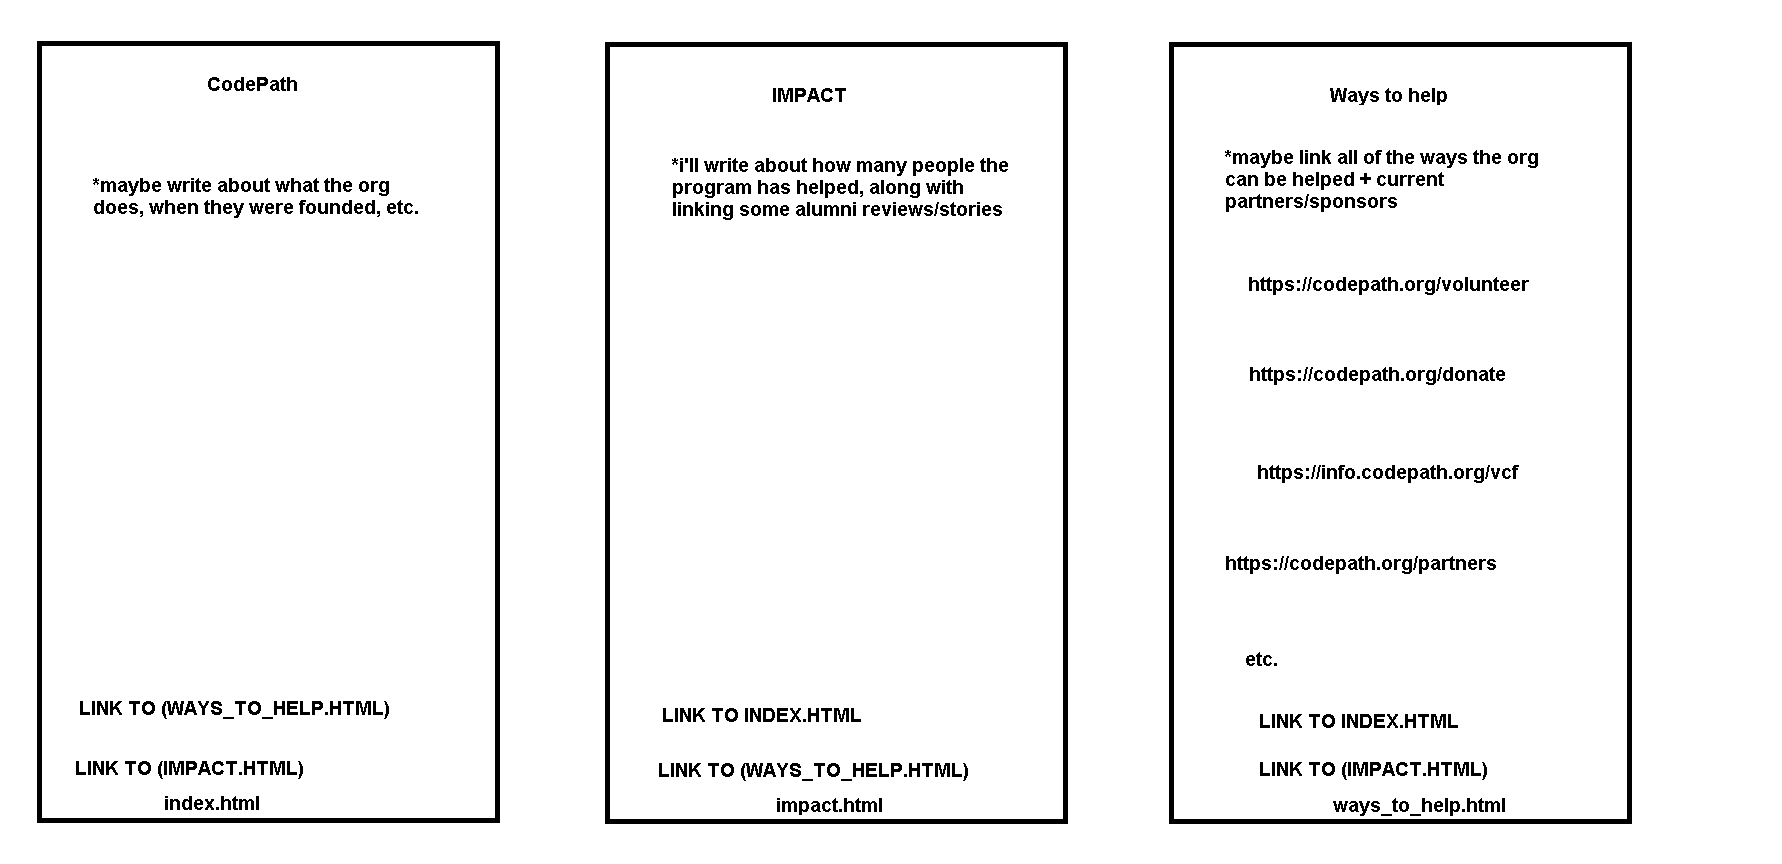 CodePath
*maybe write about what the org
does, when they were founded, etc.
LINK TO (WAYS_TO_HELP.HTML)
LINK TO (IMPACT.HTML)
index.html
IMPACT
*i'll write about how many people the
program has helped, along with
linking some alumni reviews/stories
LINK TO INDEX.HTML
LINK TO (WAYS_TO_HELP.HTML)
impact.html
Ways to help
*maybe link all of the ways the org
can be helped + current
partners/sponsors
https://codepath.org/volunteer
https://codepath.org/donate
https://info.codepath.org/vcf
https://codepath.org/partners
etc.
LINK TO INDEX.HTML
LINK TO (IMPACT.HTML)
ways_to_help.html